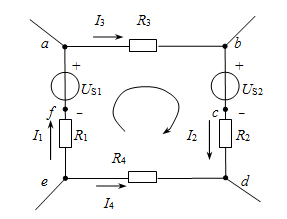 I3 R3
a b
+ +
US1 US2
f - c -
I1 R1 I2 R2
R4
e d
I4